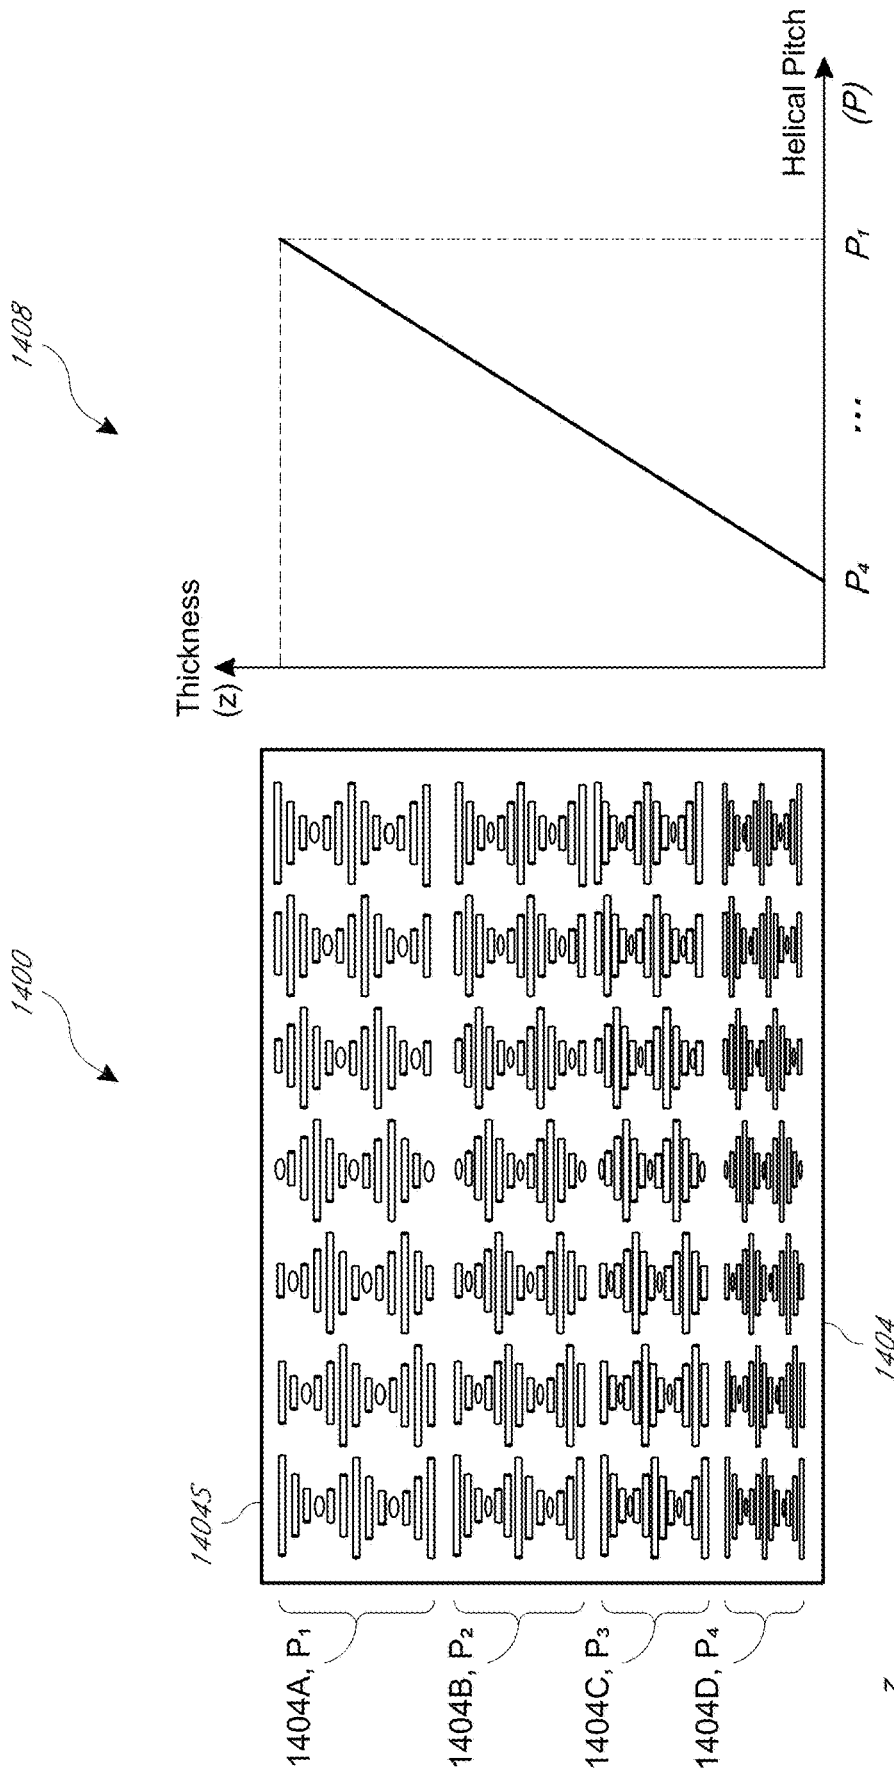 1400
1408
1404S
1404A, P₁
1404B, P₂
1404C, P₃
1404D, P₄
1404
z
Thickness
(z)
Helical Pitch
P₄ ... P₁ (P)